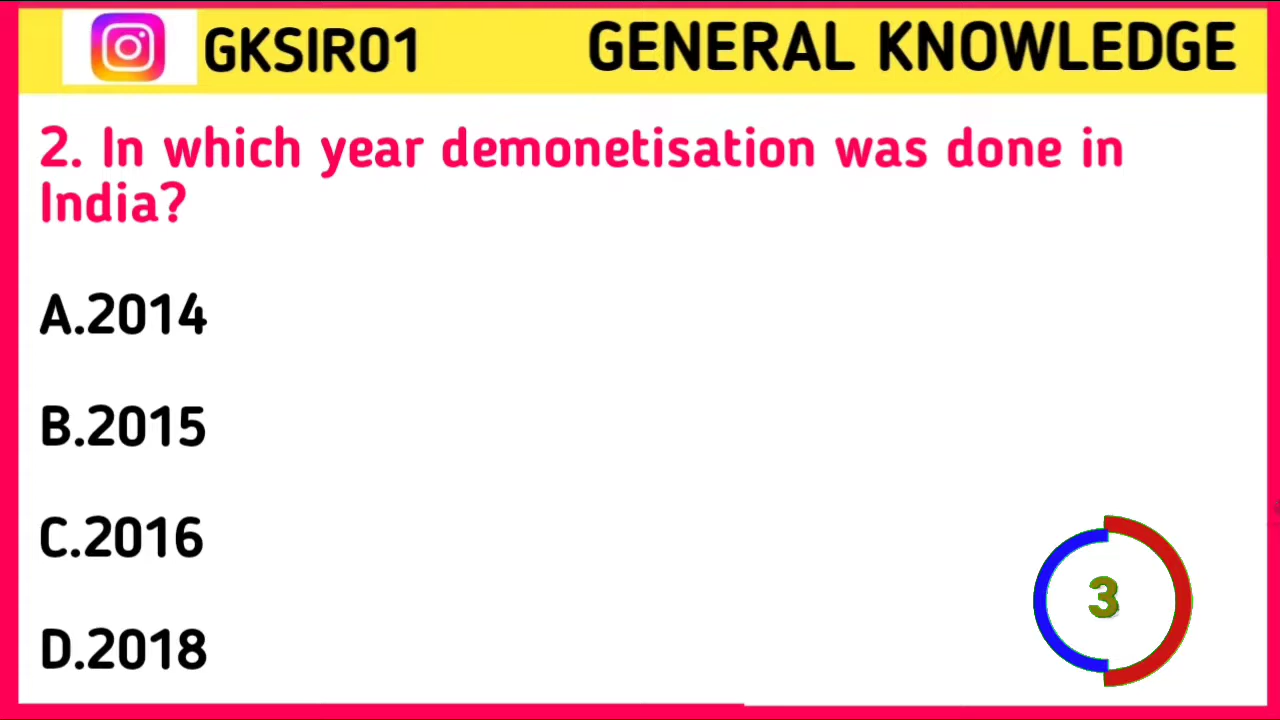 GKSIR01 GENERAL KNOWLEDGE
2. In which year demonetisation was done in
India?
A.2014
B.2015
C.2016
D.2018
3